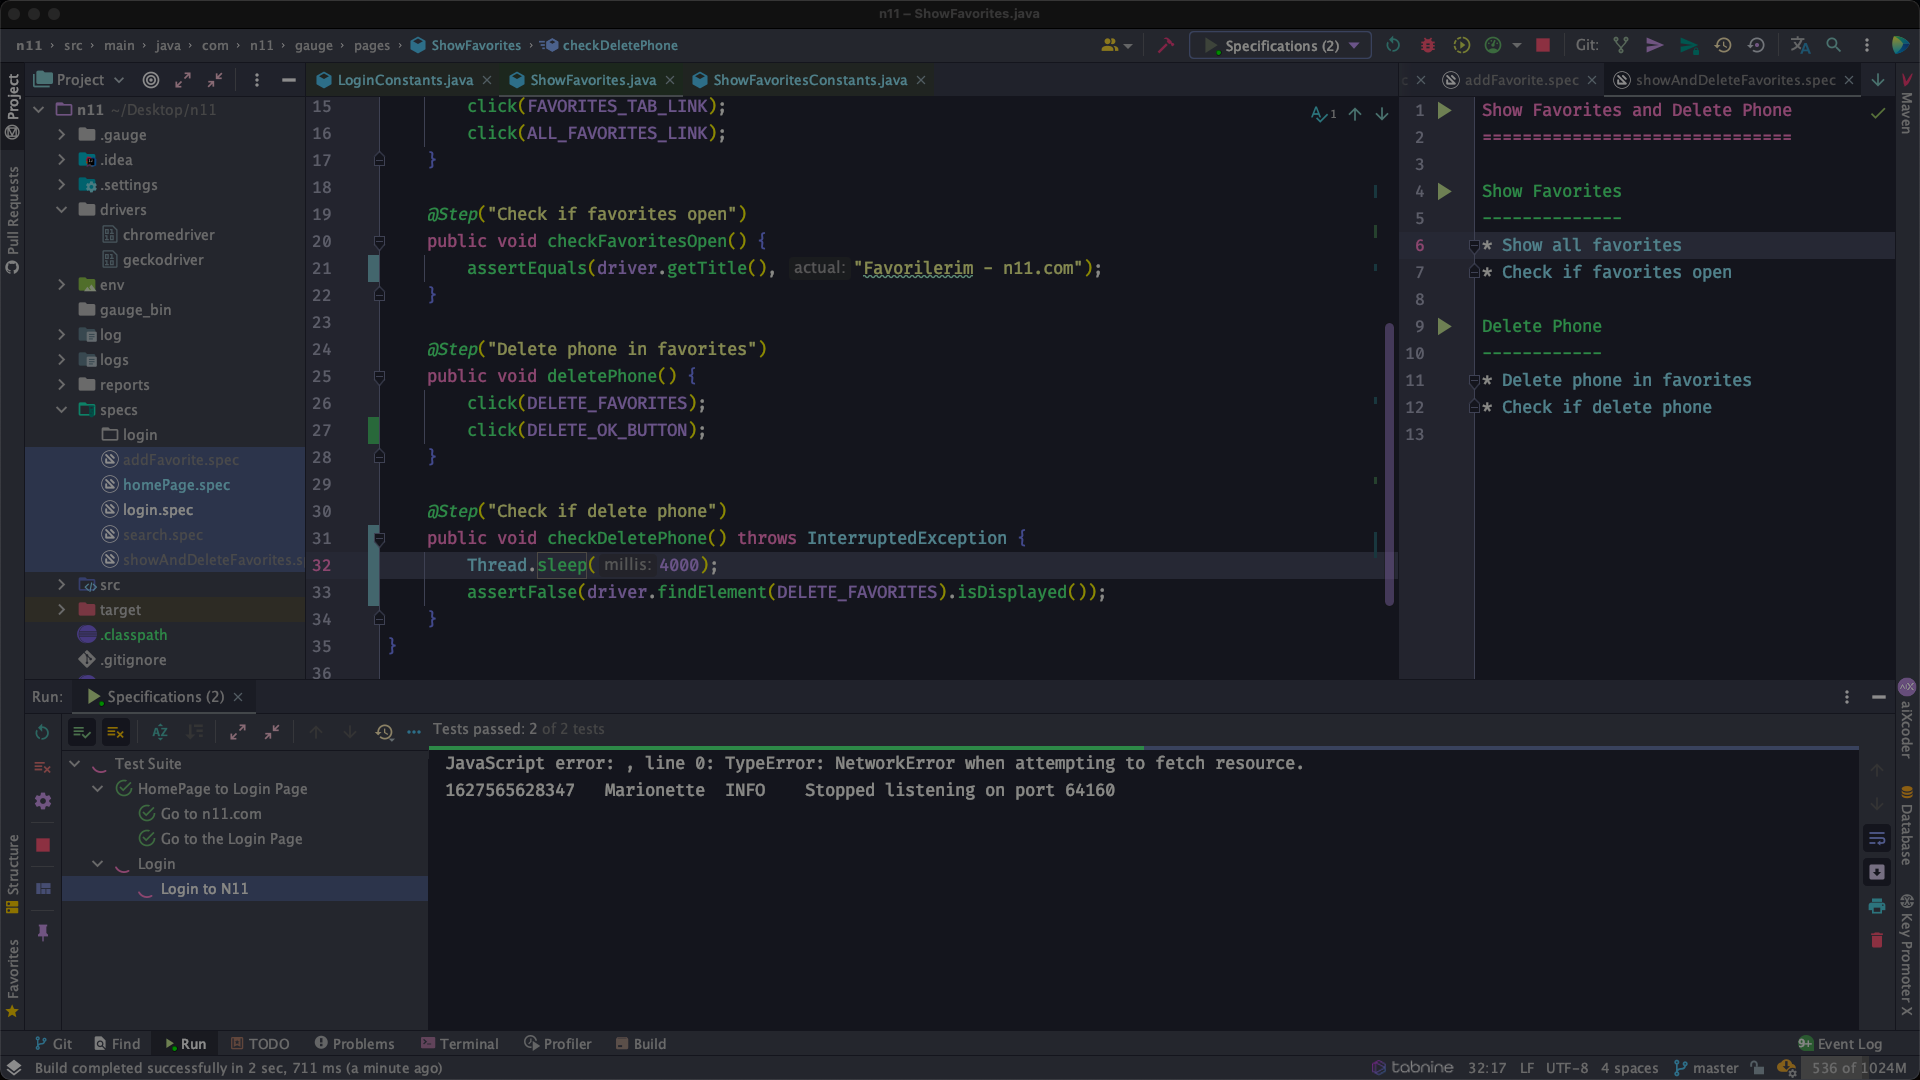 n11 – ShowFavorites.java
n11 › src › main › java › com › n11 › gauge › pages › ShowFavorites › checkDeletePhone
Specifications (2)
Git:
Project
LoginConstants.java
ShowFavorites.java
ShowFavoritesConstants.java
addFavorite.spec
showAndDeleteFavorites.spec
Project
Pull Requests
Structure
Favorites
n11 ~/Desktop/n11
.gauge
.idea
.settings
drivers
chromedriver
geckodriver
env
gauge_bin
log
logs
reports
specs
login
addFavorite.spec
homePage.spec
login.spec
search.spec
showAndDeleteFavorites.s
src
target
.classpath
.gitignore
15 click(FAVORITES_TAB_LINK);
16 click(ALL_FAVORITES_LINK);
17 }
18
19 @Step("Check if favorites open")
20 public void checkFavoritesOpen() {
21 assertEquals(driver.getTitle(), actual: "Favorilerim - n11.com");
22 }
23
24 @Step("Delete phone in favorites")
25 public void deletePhone() {
26 click(DELETE_FAVORITES);
27 click(DELETE_OK_BUTTON);
28 }
29
30 @Step("Check if delete phone")
31 public void checkDeletePhone() throws InterruptedException {
32 Thread.sleep( millis: 4000);
33 assertFalse(driver.findElement(DELETE_FAVORITES).isDisplayed());
34 }
35 }
36
1
1 Show Favorites and Delete Phone
2 ===============================
3
4 Show Favorites
5 --------------
6 * Show all favorites
7 * Check if favorites open
8
9 Delete Phone
10 ------------
11 * Delete phone in favorites
12 * Check if delete phone
13
Maven
aiXcoder
Database
Key Promoter X
Run: Specifications (2)
Tests passed: 2 of 2 tests
Test Suite
HomePage to Login Page
Go to n11.com
Go to the Login Page
Login
Login to N11
JavaScript error: , line 0: TypeError: NetworkError when attempting to fetch resource.
1627565628347 Marionette INFO Stopped listening on port 64160
Git
Find
Run
TODO
Problems
Terminal
Profiler
Build
9+ Event Log
Build completed successfully in 2 sec, 711 ms (a minute ago)
tabnine 32:17 LF UTF-8 4 spaces master 536 of 1024M